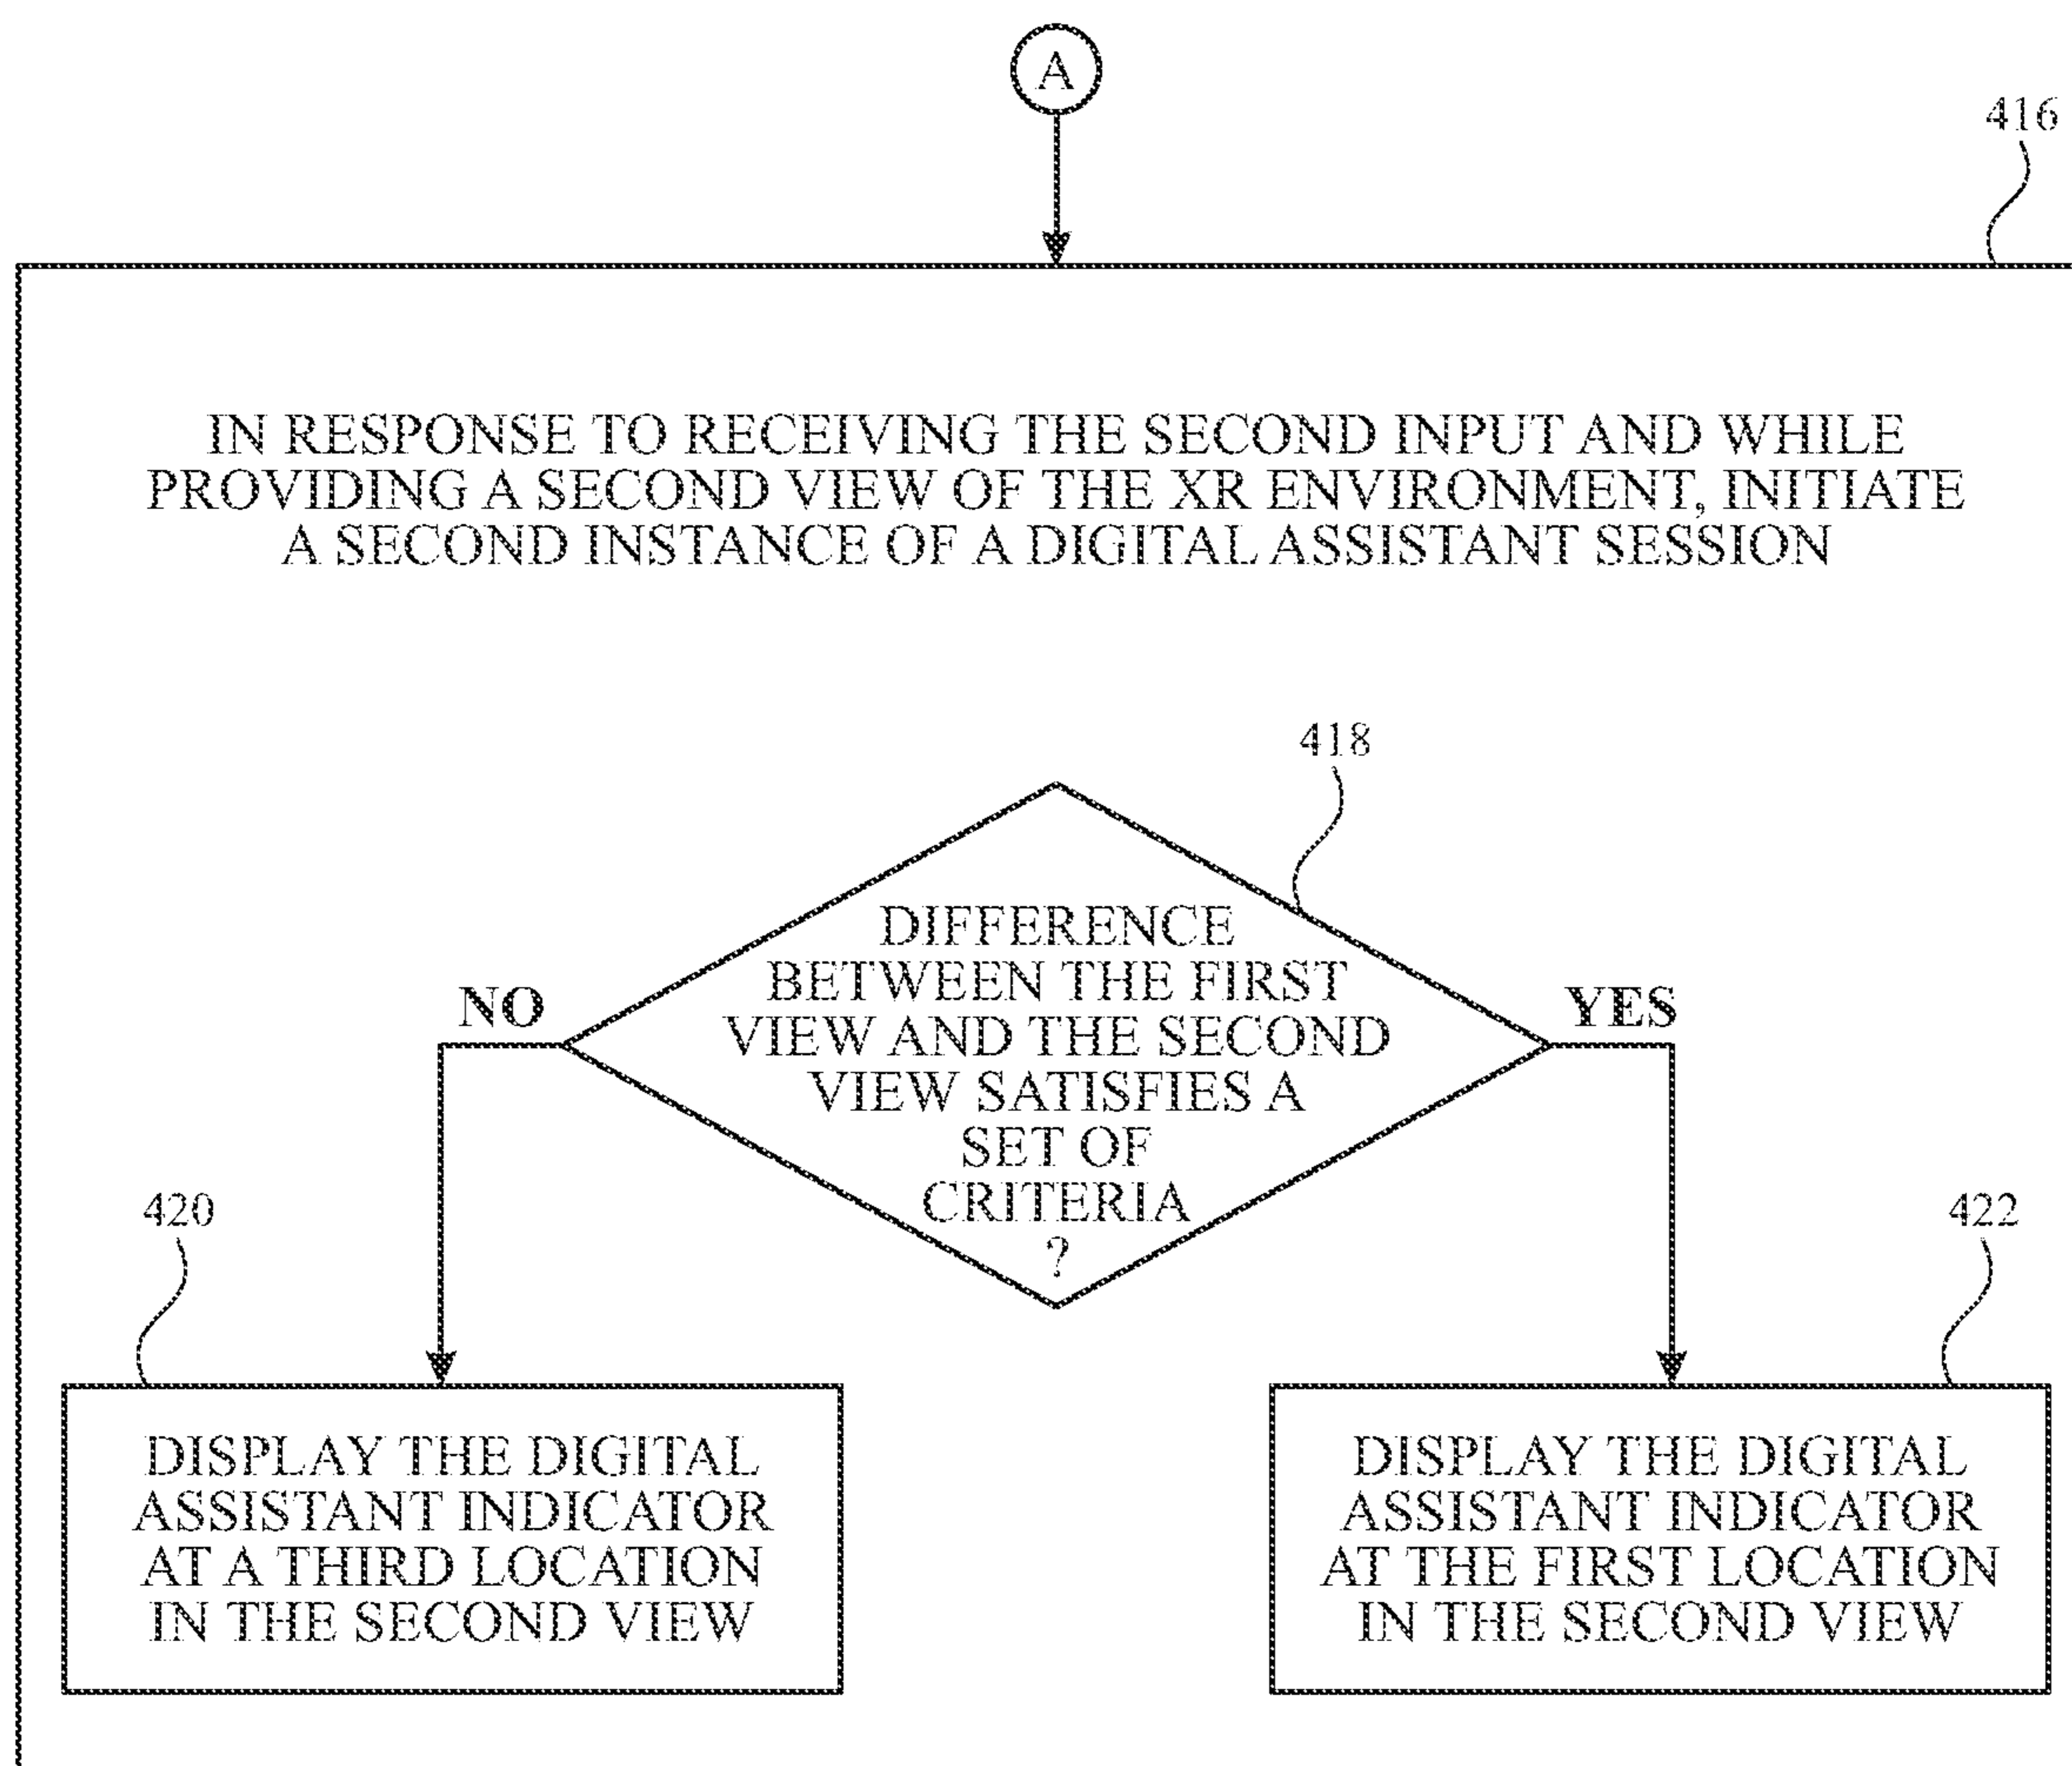 A
416
IN RESPONSE TO RECEIVING THE SECOND INPUT AND WHILE
PROVIDING A SECOND VIEW OF THE XR ENVIRONMENT, INITIATE
A SECOND INSTANCE OF A DIGITAL ASSISTANT SESSION
418
DIFFERENCE
BETWEEN THE FIRST
VIEW AND THE SECOND
VIEW SATISFIES A
SET OF
CRITERIA
?
NO
YES
420
DISPLAY THE DIGITAL
ASSISTANT INDICATOR
AT A THIRD LOCATION
IN THE SECOND VIEW
422
DISPLAY THE DIGITAL
ASSISTANT INDICATOR
AT THE FIRST LOCATION
IN THE SECOND VIEW